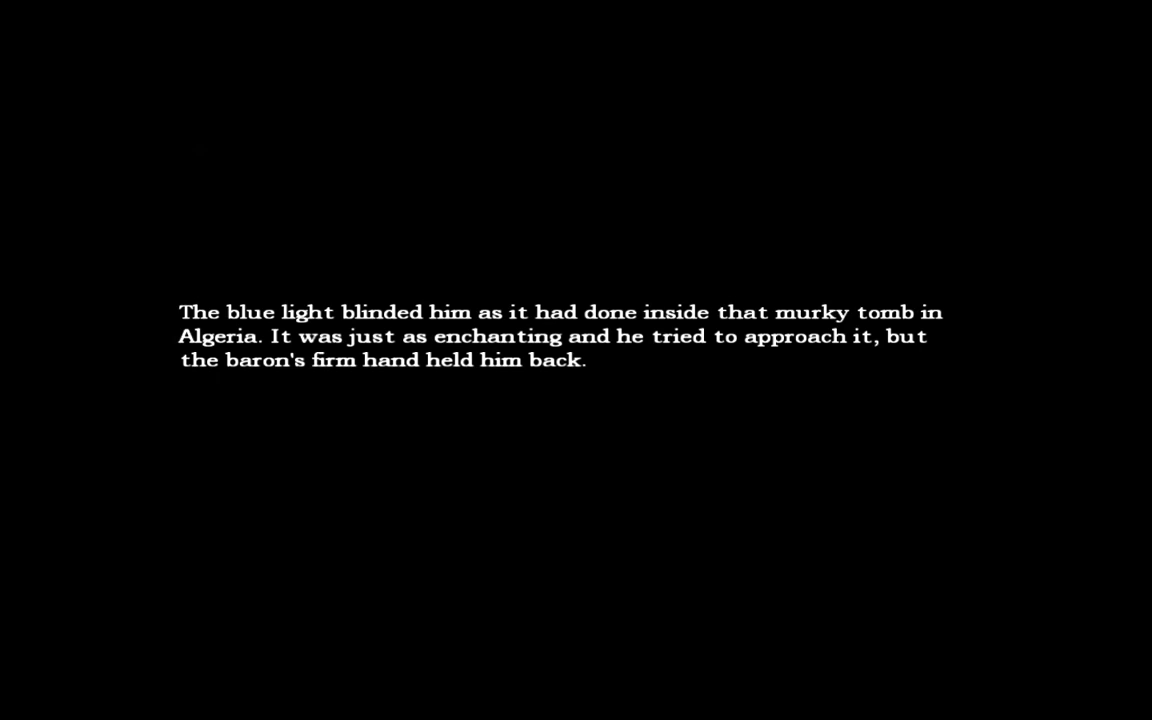 The blue light blinded him as it had done inside that murky tomb in
Algeria. It was just as enchanting and he tried to approach it, but
the baron's firm hand held him back.